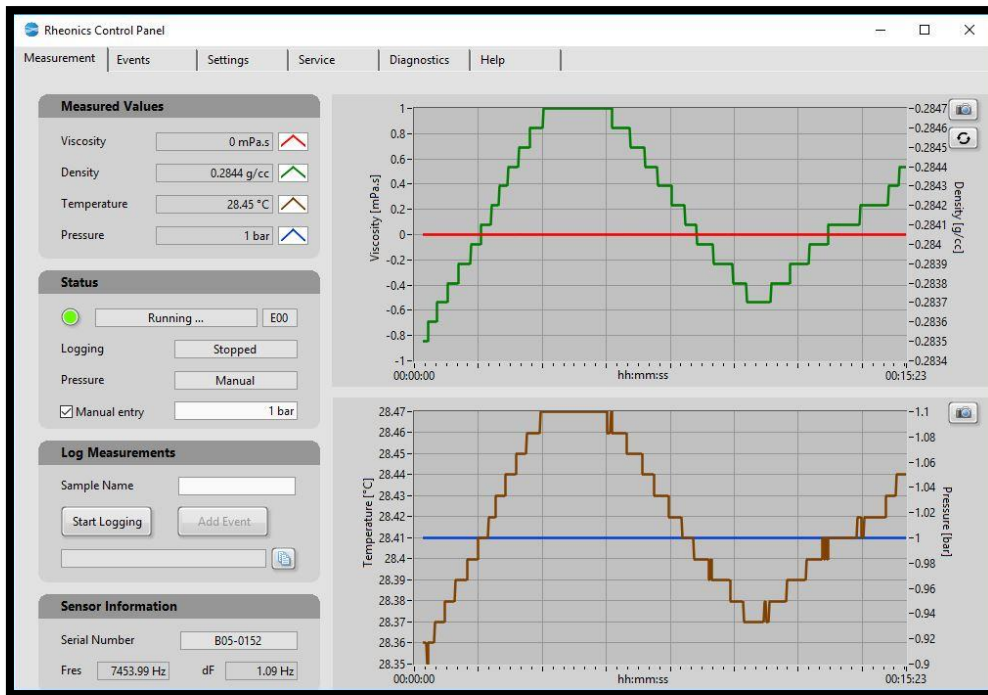 Rheonics Control Panel
Measurement Events Settings Service Diagnostics Help
Measured Values
Viscosity 0 mPa.s
Density 0.2844 g/cc
Temperature 28.45 °C
Pressure 1 bar
Status
Running ... E00
Logging Stopped
Pressure Manual
Manual entry 1 bar
Log Measurements
Sample Name
Start Logging Add Event
Sensor Information
Serial Number B05-0152
Fres 7453.99 Hz dF 1.09 Hz
Viscosity [mPa.s]
1
0.8
0.6
0.4
0.2
0
-0.2
-0.4
-0.6
-0.8
-1
0.2847
0.2846
0.2845
0.2844
0.2843
0.2842
0.2841
0.284
0.2839
0.2838
0.2837
0.2836
0.2835
0.2834
Density [g/cc]
00:00:00 hh:mm:ss 00:15:23
Temperature [°C]
28.47
28.46
28.45
28.44
28.43
28.42
28.41
28.4
28.39
28.38
28.37
28.36
28.35
1.1
1.08
1.06
1.04
1.02
1
0.98
0.96
0.94
0.92
0.9
Pressure [bar]
00:00:00 hh:mm:ss 00:15:23